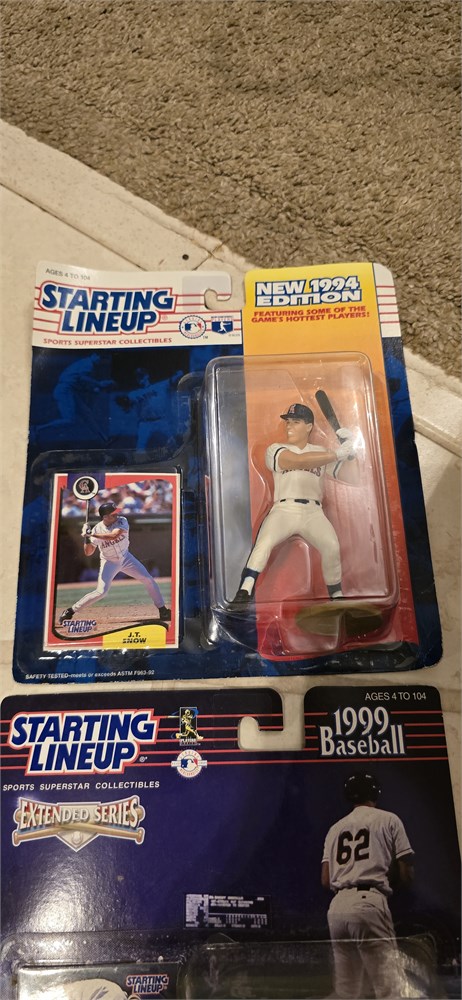 AGES 4 TO 104
STARTING
LINEUP®
SPORTS SUPERSTAR COLLECTIBLES
NEW 1994
EDITION
FEATURING SOME OF THE
GAME'S HOTTEST PLAYERS!
ANGELS
STARTING
LINEUP
J.T.
SNOW
SAFETY TESTED-meets or exceeds ASTM F963-92
AGES 4 TO 104
STARTING
LINEUP®
SPORTS SUPERSTAR COLLECTIBLES
EXTENDED SERIES
1999
Baseball
62
STARTING
LINEUP